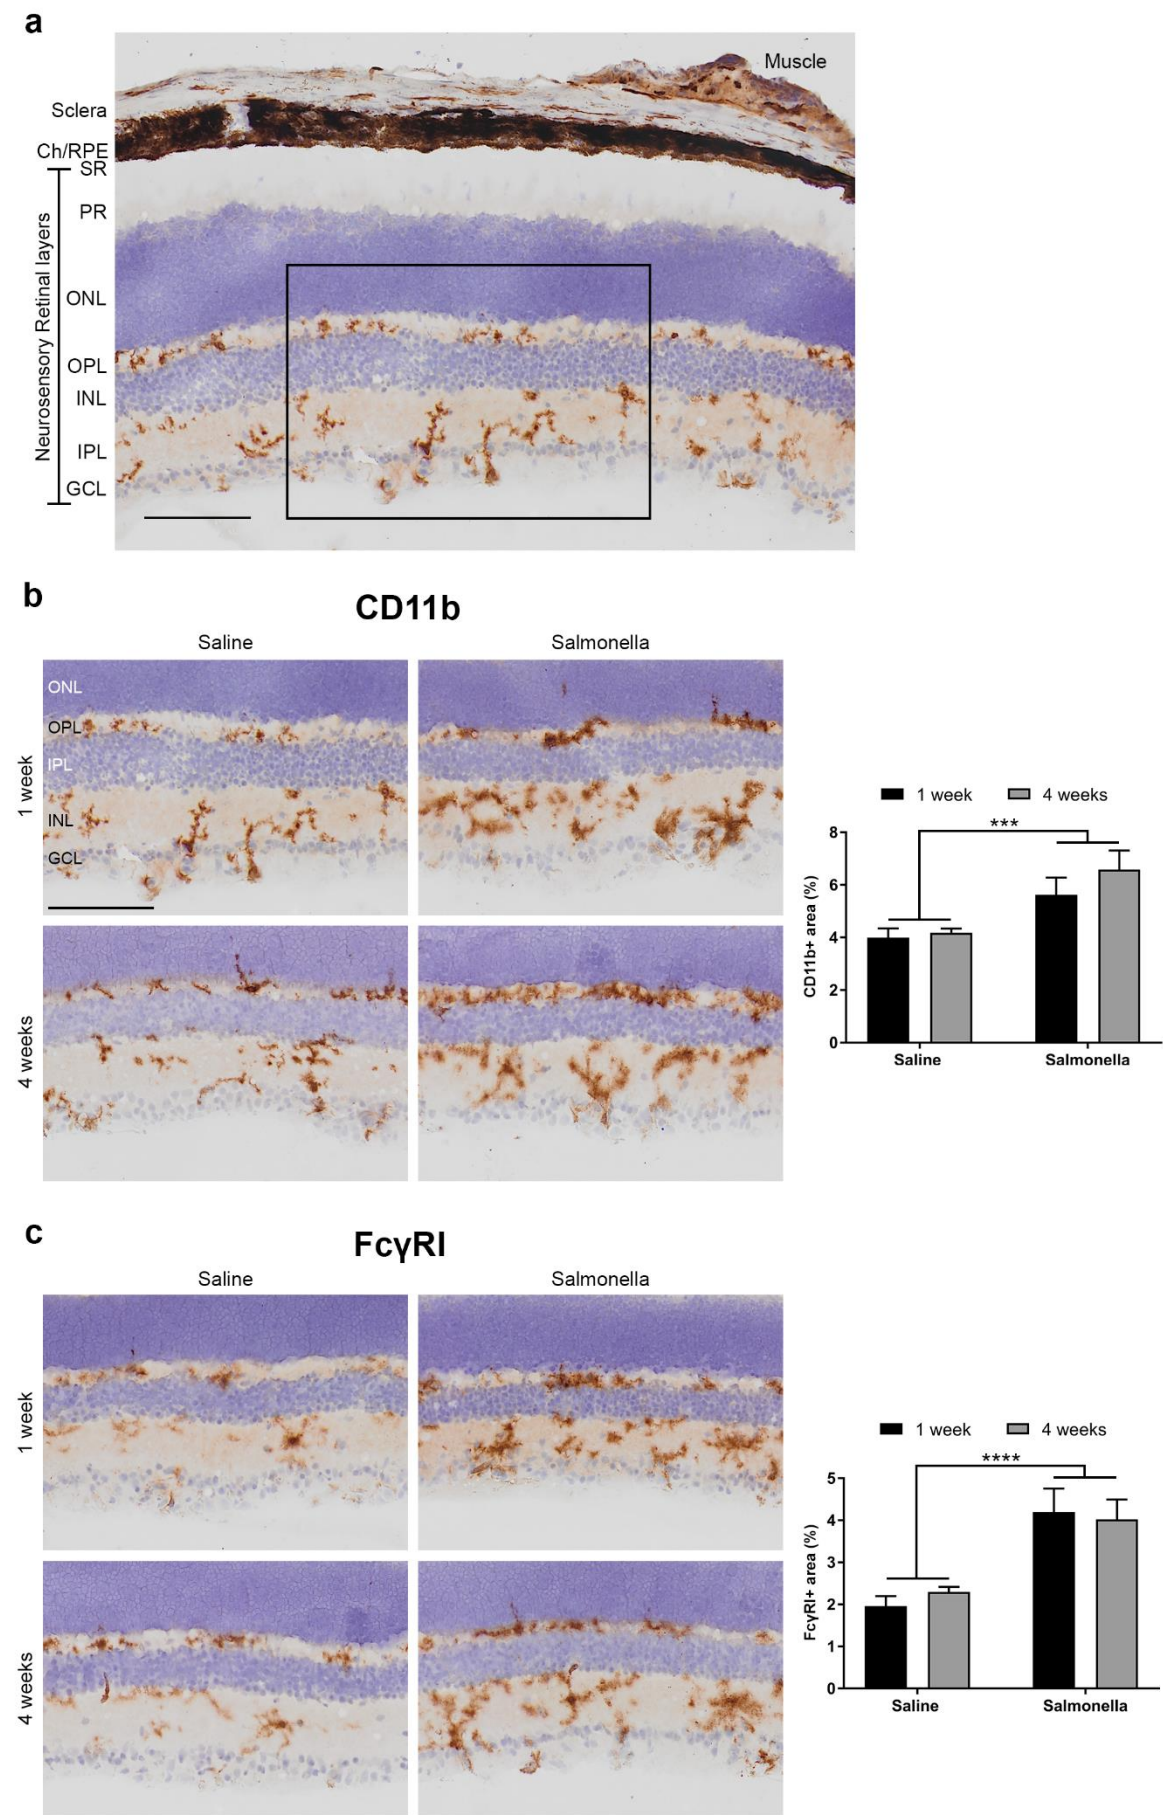 a
Muscle
Sclera
Ch/RPE
SR
PR
Neurosensory Retinal layers
ONL
OPL
INL
IPL
GCL
b
CD11b
Saline
Salmonella
1 week
ONL
OPL
IPL
INL
GCL
4 weeks
1 week
4 weeks
***
CD11b+ area (%)
8
6
4
2
0
Saline
Salmonella
c
FcγRI
Saline
Salmonella
1 week
4 weeks
1 week
4 weeks
****
FcγRI+ area (%)
5
4
3
2
1
0
Saline
Salmonella